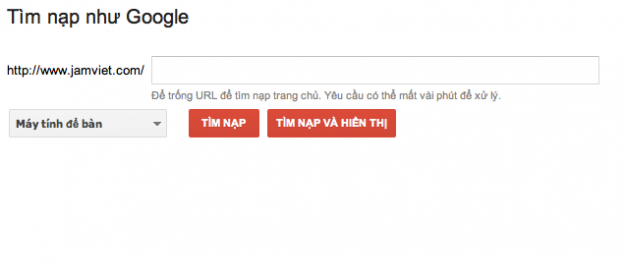 Tìm nạp như Google
http://www.jamviet.com/
Để trống URL để tìm nạp trang chủ. Yêu cầu có thể mất vài phút để xử lý.
Máy tính để bàn TÌM NẠP TÌM NẠP VÀ HIỂN THỊ